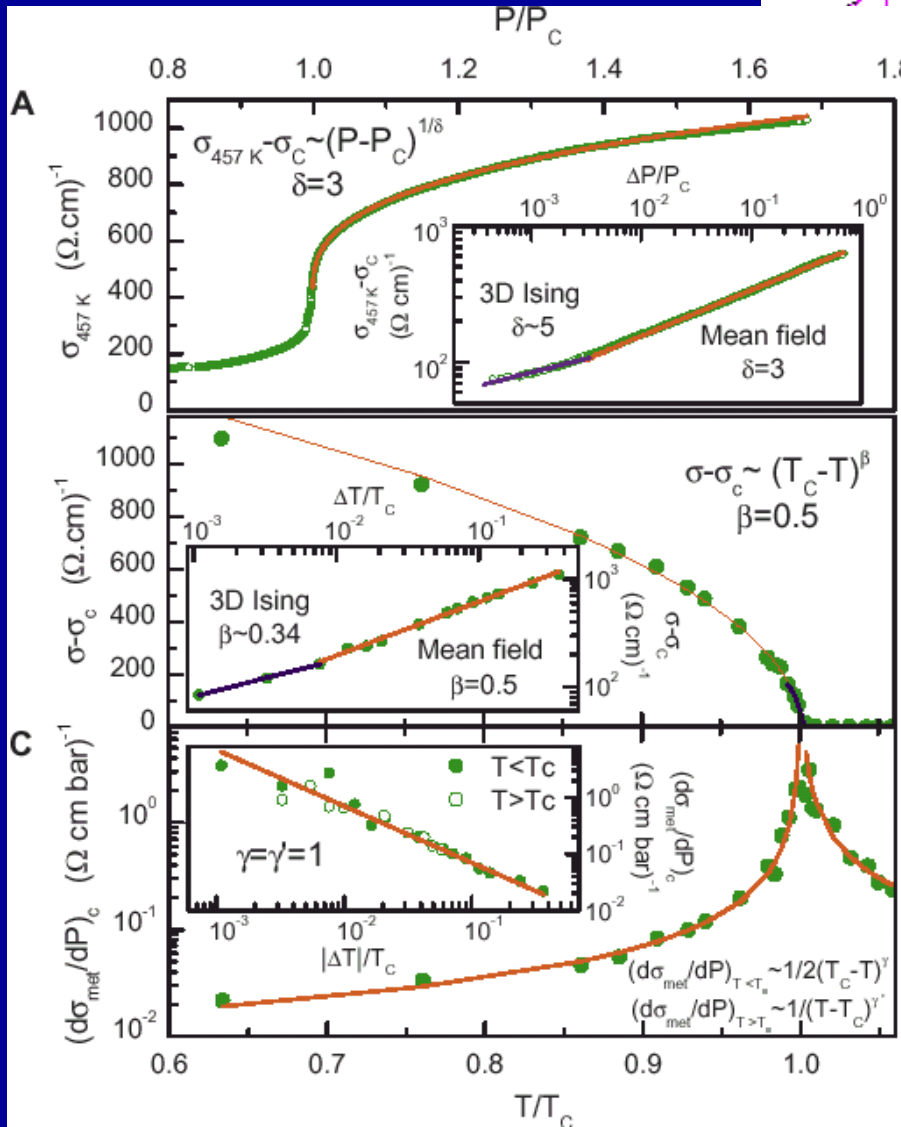 P/P_C
0.8 1.0 1.2 1.4 1.6 1.8
A
σ_457 K (Ω.cm)^-1
1000
800
600
400
200
0
σ_457 K-σ_C~(P-P_C)^1/δ
δ=3
ΔP/P_C
10^-3 10^-2 10^-1 10^0
10^3
10^2
σ_457 K-σ_C
(Ω cm)^-1
3D Ising
δ~5
Mean field
δ=3
σ-σ_c (Ω.cm)^-1
1000
800
600
400
200
0
σ-σ_c~ (T_C-T)^β
β=0.5
ΔT/T_C
10^-3 10^-2 10^-1
10^3
10^2
σ-σ_C
(Ω cm)^-1
3D Ising
β~0.34
Mean field
β=0.5
C
(dσ_met/dP)_c (Ω cm bar)^-1
10^0
10^-1
10^-2
T<Tc
T>Tc
γ=γ'=1
10^0
10^-1
10^-2
(dσ_met/dP)_c
(Ω cm bar)^-1
10^-3 10^-2 10^-1
|ΔT|/T_C
(dσ_met/dP) ~1/2(T_C-T)^γ
(dσ_met/dP) ~1/(T-T_C)^γ'
0.6 0.7 0.8 0.9 1.0
T/T_C